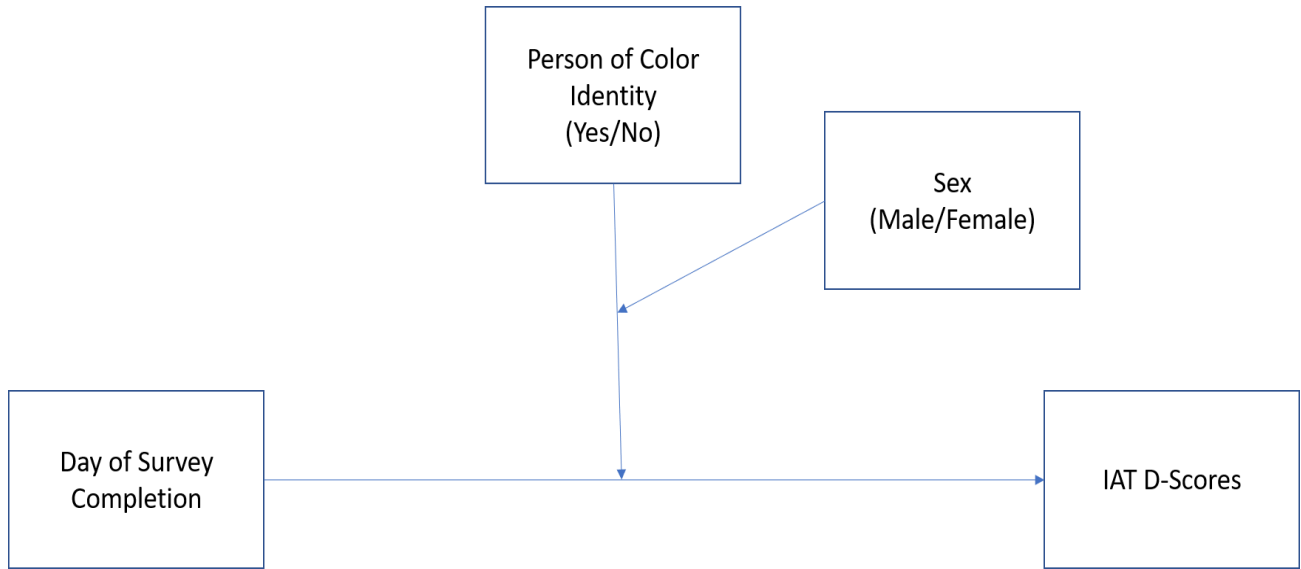 Person of Color
Identity
(Yes/No)
Sex
(Male/Female)
Day of Survey
Completion
IAT D-Scores